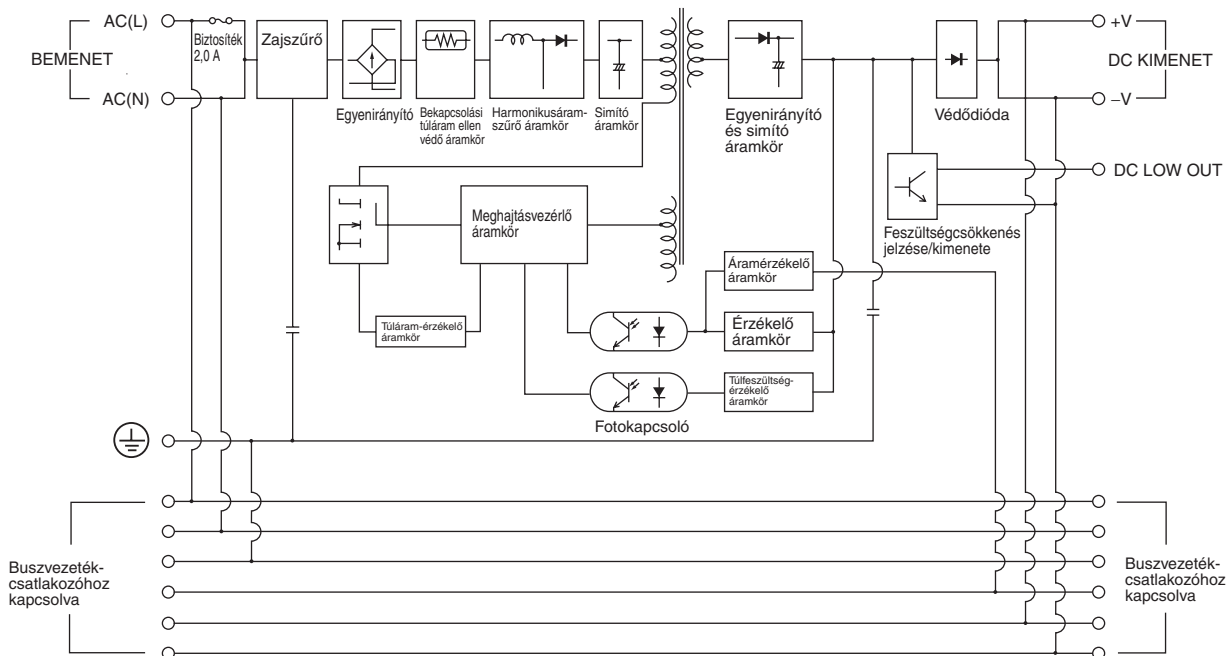 AC(L)
BEMENET
AC(N)
Biztosíték
2,0 A
Zajszűrő
Egyenirányító
Bekapcsolási
túláram ellen
védő áramkör
Harmonikusáram-
szűrő áramkör
Simító
áramkör
Egyenirányító
és simító
áramkör
Védődióda
+V
DC KIMENET
–V
DC LOW OUT
Feszültségcsökkenés
jelzése/kimenete
Meghajtásvezérlő
áramkör
Túláram-érzékelő
áramkör
Áramérzékelő
áramkör
Érzékelő
áramkör
Túlfeszültség-
érzékelő
áramkör
Fotokapcsoló
Buszvezeték-
csatlakozóhoz
kapcsolva
Buszvezeték-
csatlakozóhoz
kapcsolva